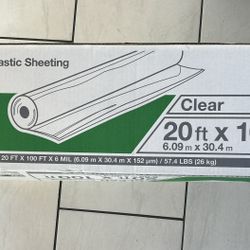 astic Sheeting
Clear
20 ft x 10
6.09 m x 30.4 m
20 FT X 100 FT X 6 MIL (6.09 m X 30.4 m X 152 µm) / 57.4 LBS (26 kg)